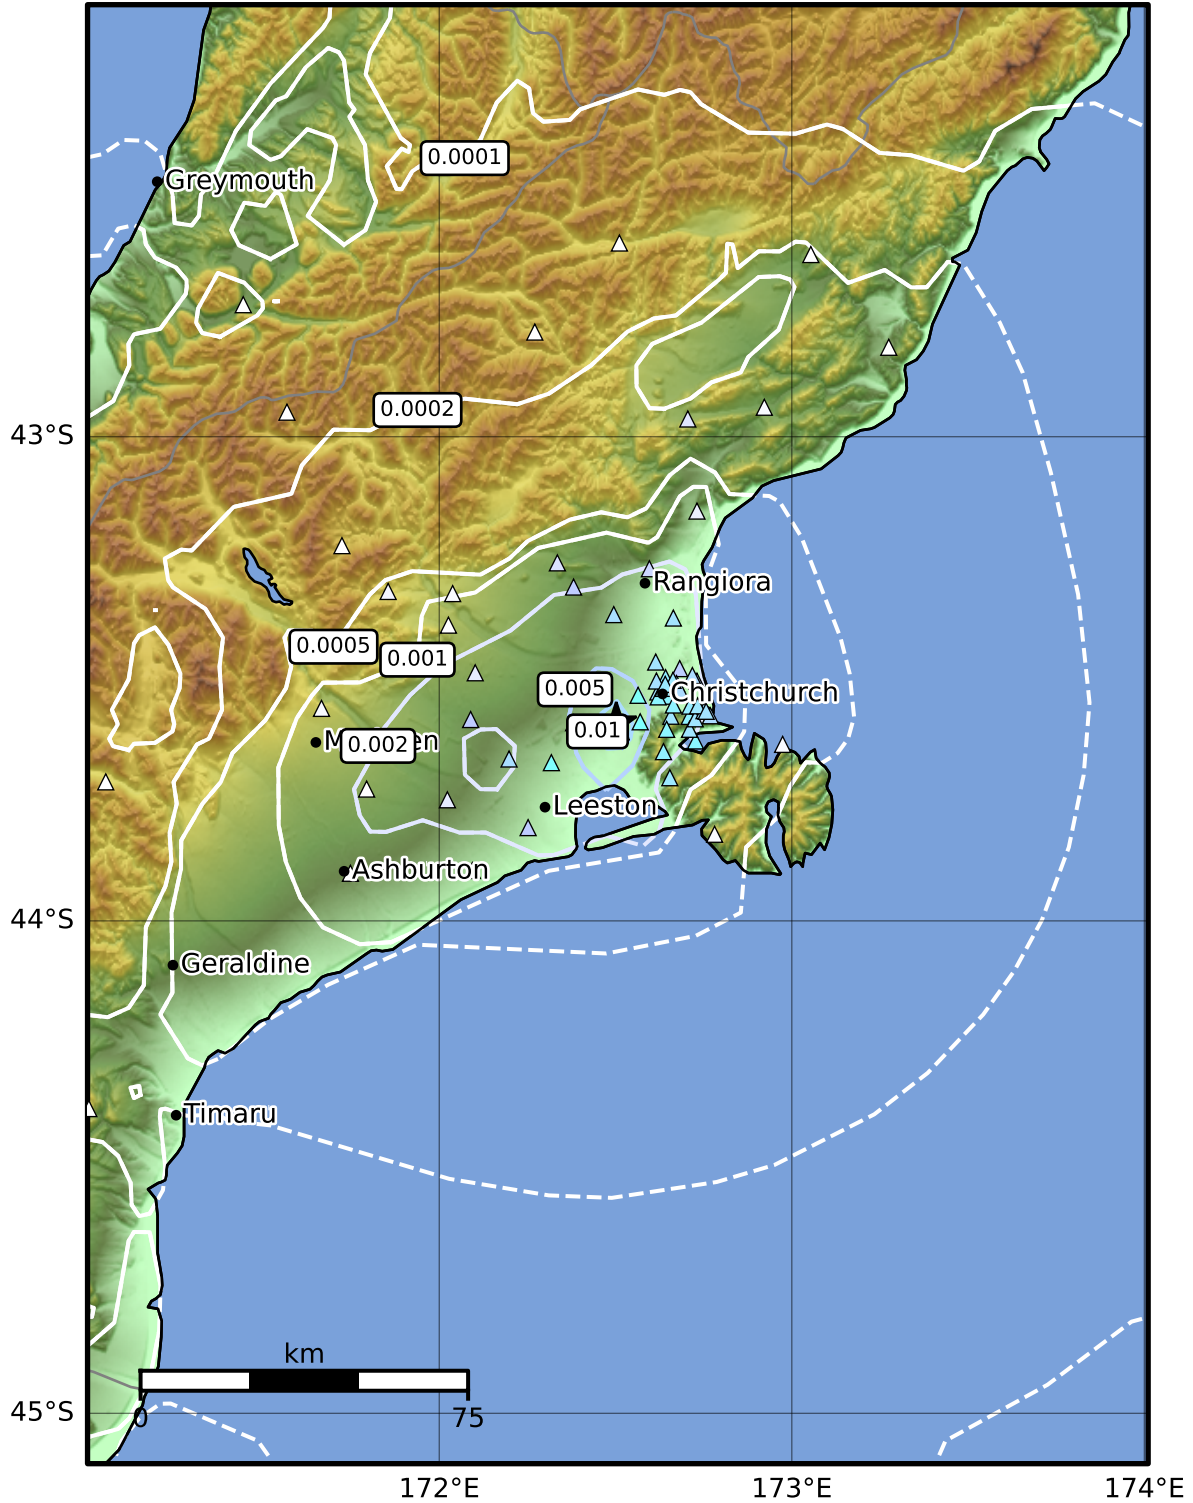 0.0001
Greymouth
0.0002
43°S
Rangiora
0.0005
0.001
0.005
Christchurch
0.01
0.002
Leeston
Ashburton
44°S
Geraldine
Timaru
km
0
75
45°S
172°E
173°E
174°E